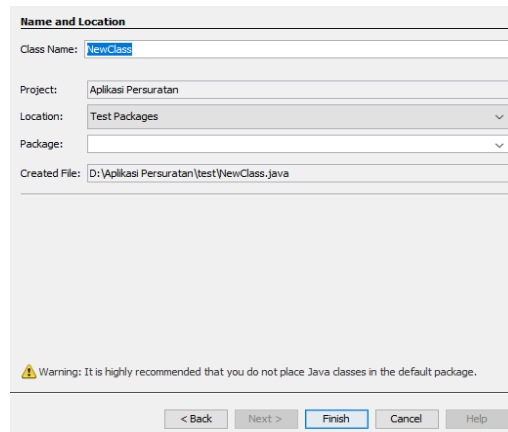 Name and Location
Class Name: NewClass
Project: Aplikasi Persuratan
Location: Test Packages
Package:
Created File: D:\Aplikasi Persuratan\test\NewClass.java
Warning: It is highly recommended that you do not place Java classes in the default package.
< Back Next > Finish Cancel Help